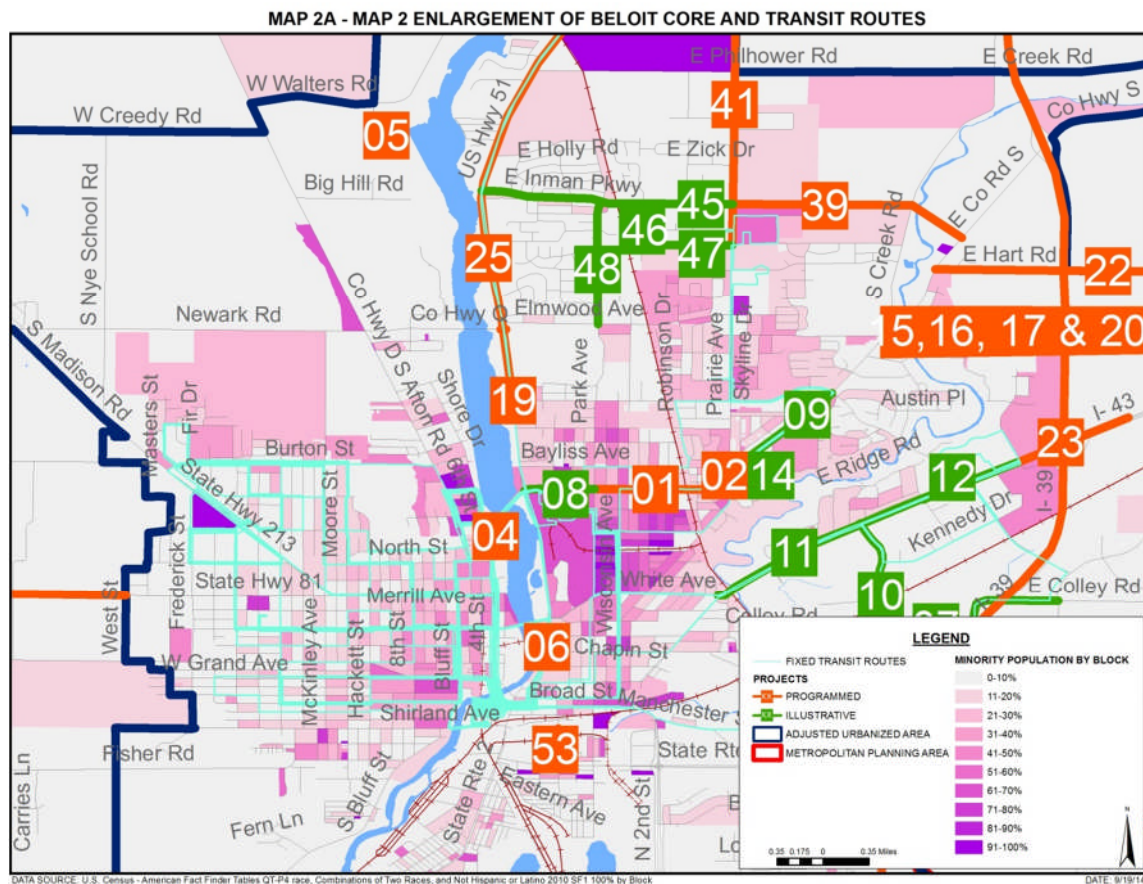 MAP 2A - MAP 2 ENLARGEMENT OF BELOIT CORE AND TRANSIT ROUTES
W Walters Rd
E Philhower Rd
E Creek Rd
W Creedy Rd
05
US Hwy 51
41
Co Hwy S
E Holly Rd
E Zick Dr
S Nye School Rd
Big Hill Rd
E Inman Pkwy
45
39
E Co Rd S
46
25
47
48
S Creek Rd
E Hart Rd
22
Newark Rd
Co Hwy Q
Elmwood Ave
15,16, 17 & 20
S Madison Rd
Co Hwy D S Afton Rd
Shore Dr
Park Ave
Robinson Dr
Prairie Ave
Skyline Dr
19
09
Austin Pl
Masters St
Fir Dr
Burton St
Bayliss Ave
I- 43
23
E Ridge Rd
State Hwy 213
Moore St
08
01
02
14
12
I- 39
04
Kennedy Dr
Frederick St
North St
11
State Hwy 81
Merrill Ave
White Ave
10
E Colley Rd
West St
McKinley Ave
Hackett St
8th St
Bluff St
4th St
06
Chapin St
W Grand Ave
Broad St
Shirland Ave
Manchester
Fisher Rd
53
State Rte
Carries Ln
S Bluff St
State Rte 2
Eastern Ave
N 2nd St
Fern Ln
LEGEND
FIXED TRANSIT ROUTES
PROJECTS
PROGRAMMED
ILLUSTRATIVE
ADJUSTED URBANIZED AREA
METROPOLITAN PLANNING AREA
MINORITY POPULATION BY BLOCK
0-10%
11-20%
21-30%
31-40%
41-50%
51-60%
61-70%
71-80%
81-90%
91-100%
0.35 0.175 0 0.35 Miles
N
DATA SOURCE: U.S. Census - American Fact Finder Tables QT-P4 race, Combinations of Two Races, and Not Hispanic or Latino 2010 SF1 100% by Block